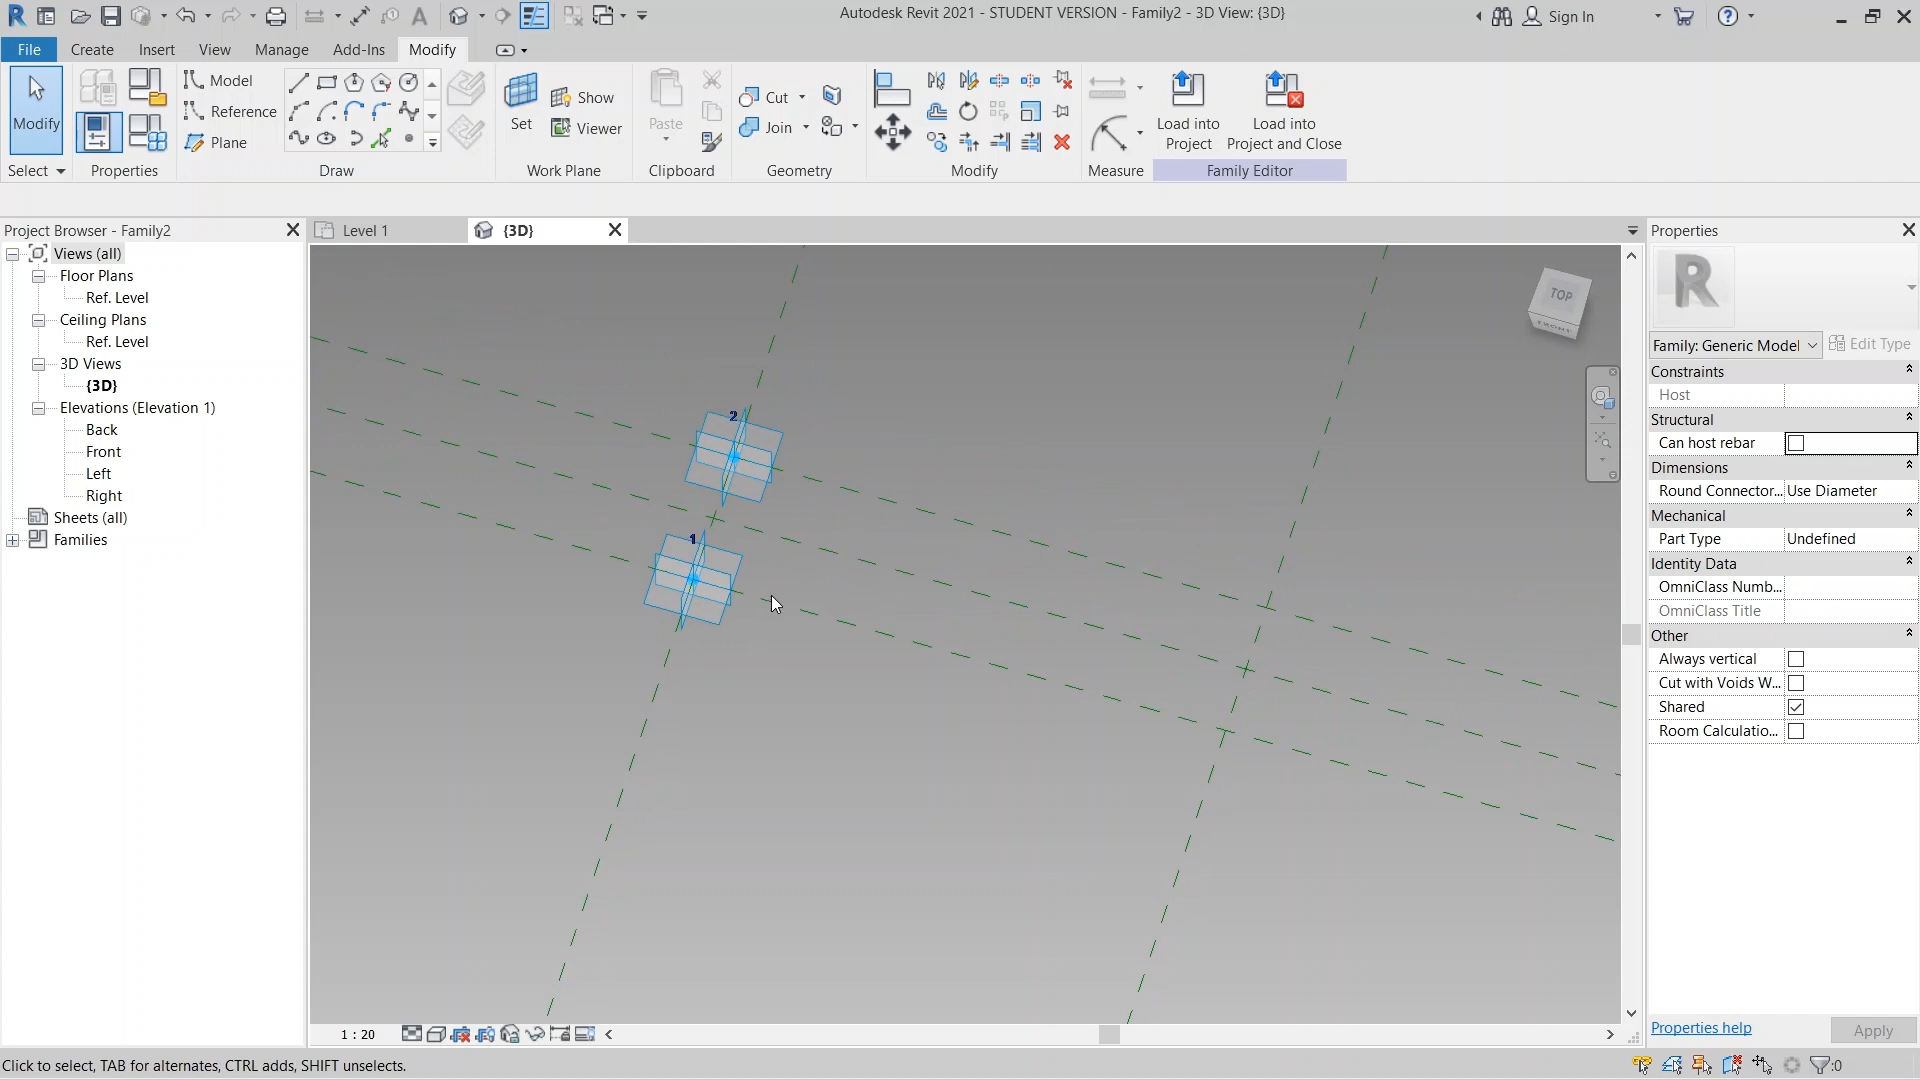 Autodesk Revit 2021 - STUDENT VERSION - Family2 - 3D View: {3D}
Sign In
File
Create
Insert
View
Manage
Add-Ins
Modify
Modify
Select
Properties
Model
Reference
Plane
Draw
Set
Show
Viewer
Work Plane
Paste
Clipboard
Cut
Join
Geometry
Modify
Measure
Load into
Project
Load into
Project and Close
Family Editor
Project Browser - Family2
Views (all)
Floor Plans
Ref. Level
Ceiling Plans
Ref. Level
3D Views
{3D}
Elevations (Elevation 1)
Back
Front
Left
Right
Sheets (all)
Families
Level 1
{3D}
2
1
TOP
FRONT
1 : 20
Properties
R
Family: Generic Model
Edit Type
Constraints
Host
Structural
Can host rebar
Dimensions
Round Connector... Use Diameter
Mechanical
Part Type Undefined
Identity Data
OmniClass Numb...
OmniClass Title
Other
Always vertical
Cut with Voids W...
Shared
Room Calculatio...
Properties help
Apply
Click to select, TAB for alternates, CTRL adds, SHIFT unselects.
:0